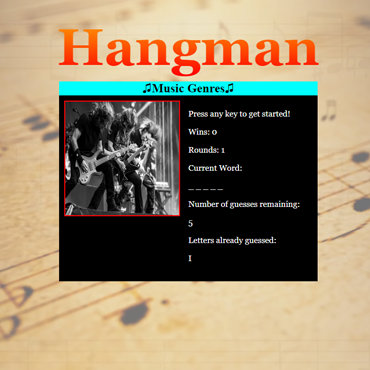 Hangman
♫Music Genres♫
Press any key to get started!
Wins: 0
Rounds: 1
Current Word:
_ _ _ _ _
Number of guesses remaining:
5
Letters already guessed:
I